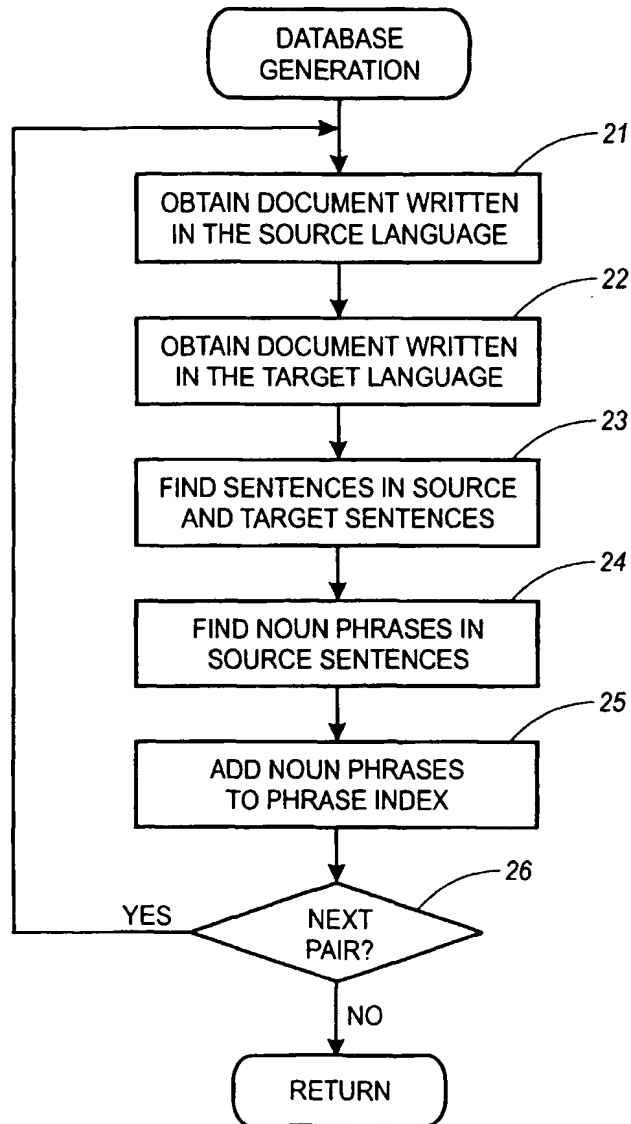 DATABASE
GENERATION
21
OBTAIN DOCUMENT WRITTEN
IN THE SOURCE LANGUAGE
22
OBTAIN DOCUMENT WRITTEN
IN THE TARGET LANGUAGE
23
FIND SENTENCES IN SOURCE
AND TARGET SENTENCES
24
FIND NOUN PHRASES IN
SOURCE SENTENCES
25
ADD NOUN PHRASES
TO PHRASE INDEX
26
YES
NEXT
PAIR?
NO
RETURN